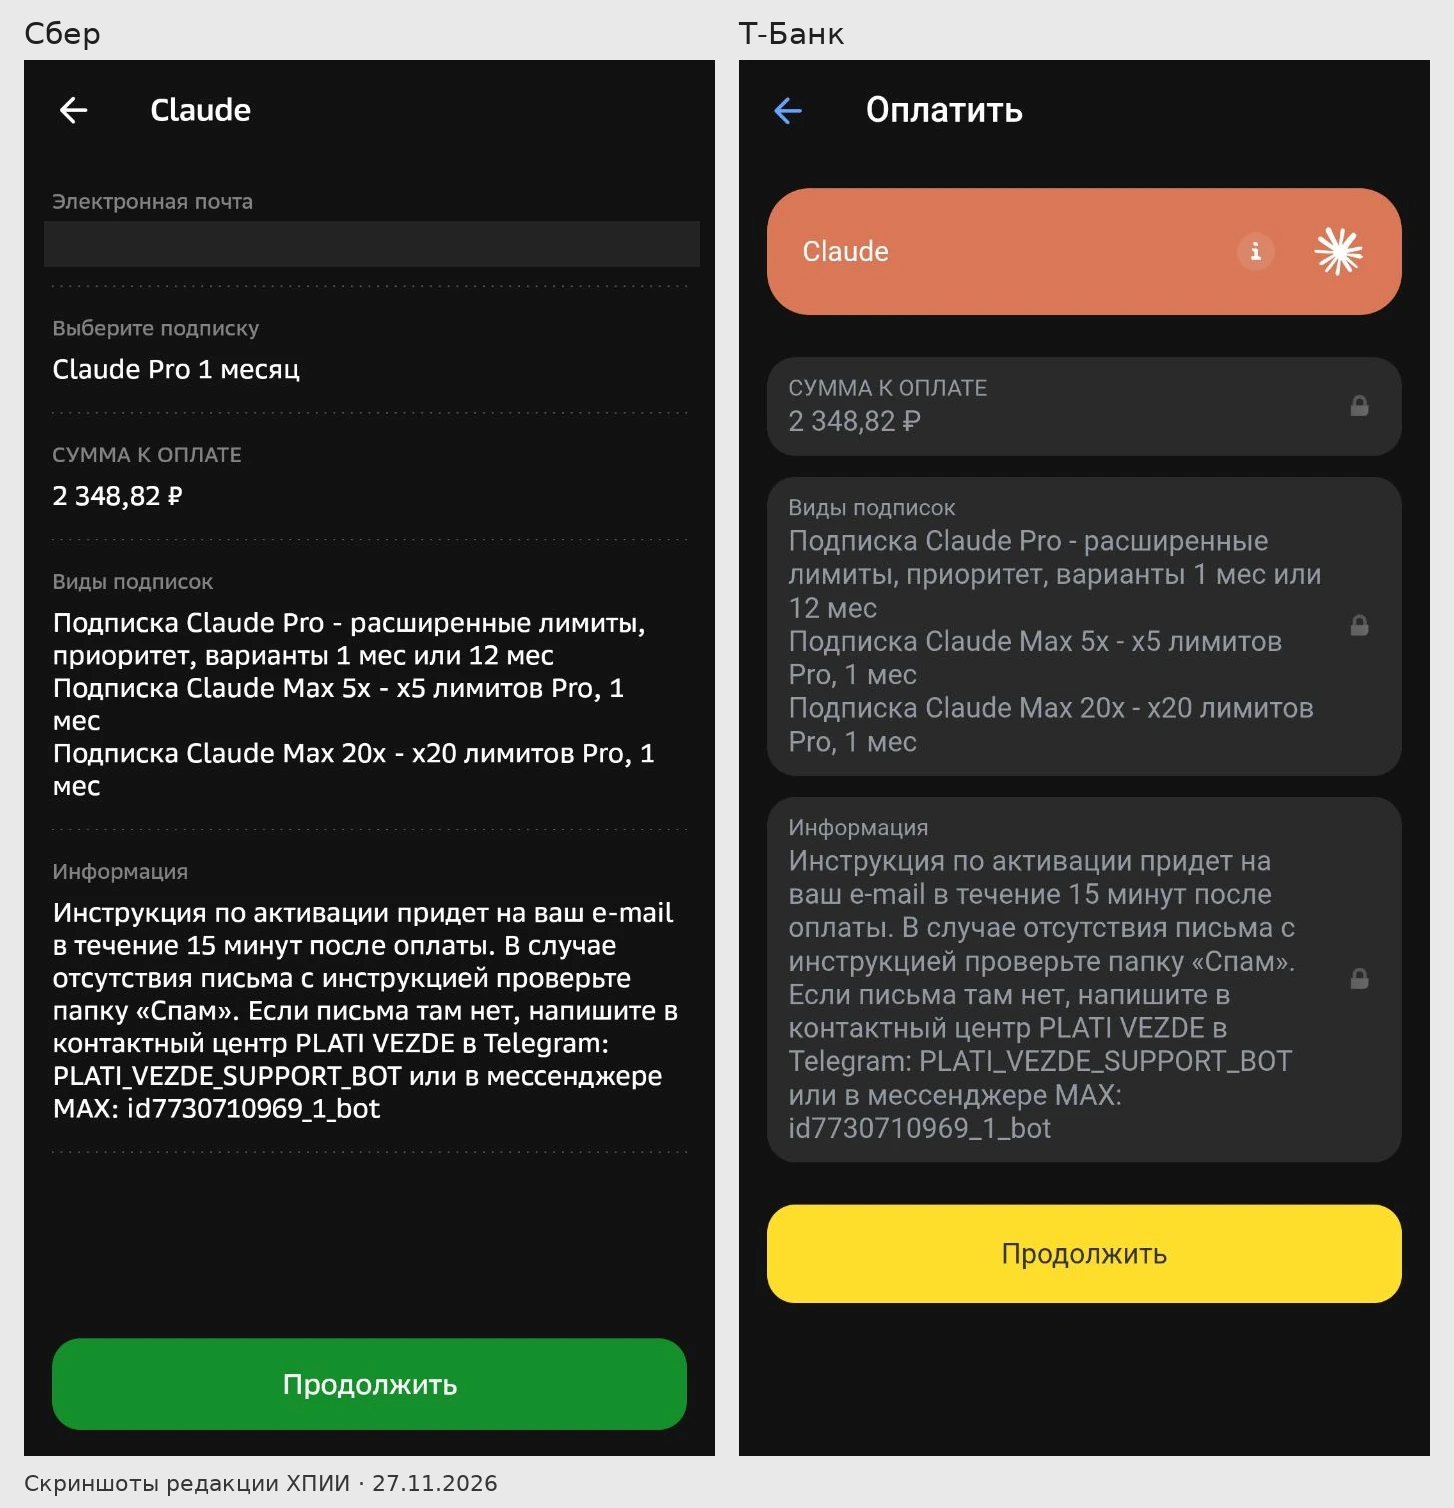 Сбер
Claude
Электронная почта
Выберите подписку
Claude Pro 1 месяц
СУММА К ОПЛАТЕ
2 348,82 ₽
Виды подписок
Подписка Claude Pro - расширенные лимиты,
приоритет, варианты 1 мес или 12 мес
Подписка Claude Max 5x - x5 лимитов Pro, 1
мес
Подписка Claude Max 20x - x20 лимитов Pro, 1
мес
Информация
Инструкция по активации придет на ваш e-mail
в течение 15 минут после оплаты. В случае
отсутствия письма с инструкцией проверьте
папку «Спам». Если письма там нет, напишите в
контактный центр PLATI VEZDE в Telegram:
PLATI_VEZDE_SUPPORT_BOT или в мессенджере
MAX: id7730710969_1_bot
Продолжить
Т-Банк
Оплатить
Claude
СУММА К ОПЛАТЕ
2 348,82 ₽
Виды подписок
Подписка Claude Pro - расширенные
лимиты, приоритет, варианты 1 мес или
12 мес
Подписка Claude Max 5x - x5 лимитов
Pro, 1 мес
Подписка Claude Max 20x - x20 лимитов
Pro, 1 мес
Информация
Инструкция по активации придет на
ваш e-mail в течение 15 минут после
оплаты. В случае отсутствия письма с
инструкцией проверьте папку «Спам».
Если письма там нет, напишите в
контактный центр PLATI VEZDE в
Telegram: PLATI_VEZDE_SUPPORT_BOT
или в мессенджере MAX:
id7730710969_1_bot
Продолжить
Скриншоты редакции ХПИИ · 27.11.2026